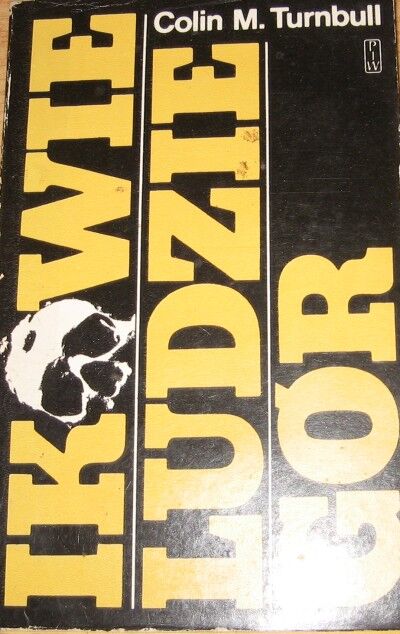 Colin M. Turnbull
PIW
IKOWIE
LUDZIE
GÓR